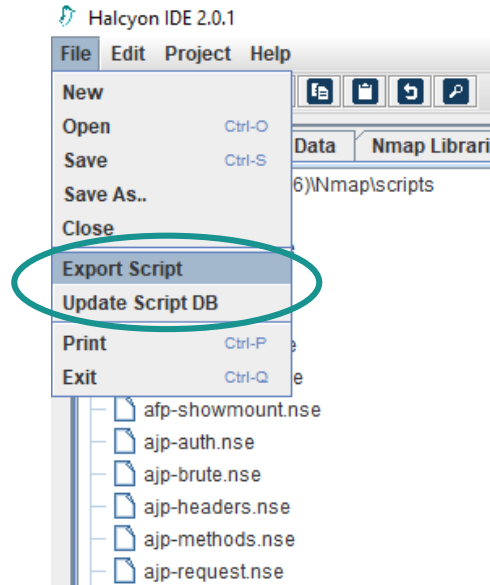 Halcyon IDE 2.0.1
File Edit Project Help
New
Open Ctrl-O
Data Nmap Librari
Save Ctrl-S
6)\Nmap\scripts
Save As..
Close
Export Script
Update Script DB
Print Ctrl-P
Exit Ctrl-Q
e
afp-showmount.nse
ajp-auth.nse
ajp-brute.nse
ajp-headers.nse
ajp-methods.nse
ajp-request.nse